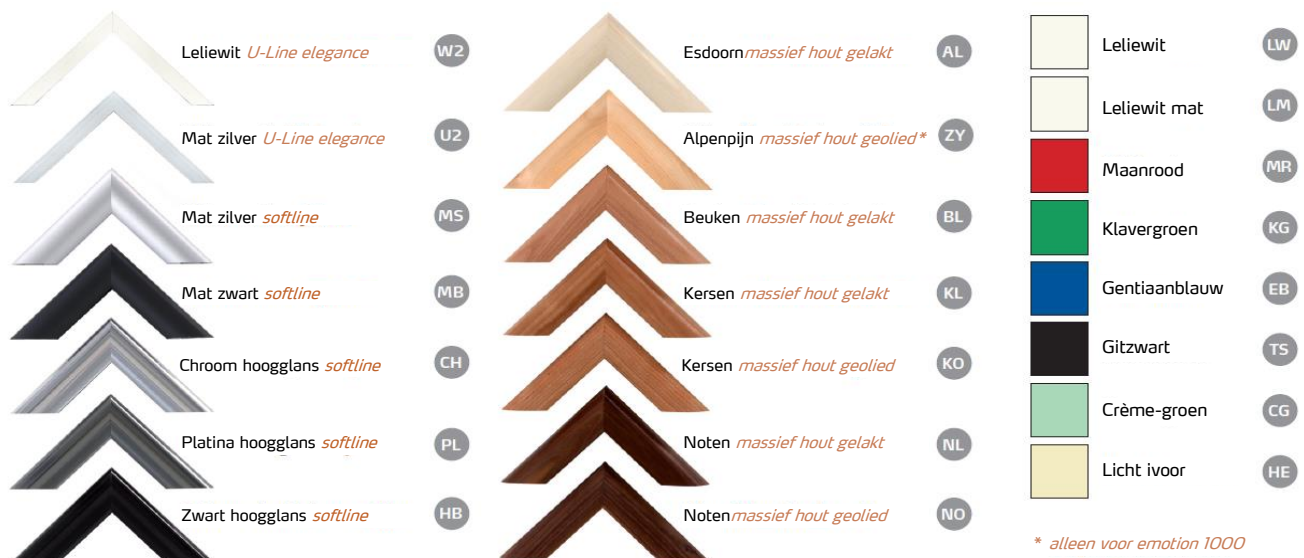 Leliewit U-Line elegance W2
Mat zilver U-Line elegance U2
Mat zilver softline MS
Mat zwart softline MB
Chroom hoogglans softline CH
Platina hoogglans softline PL
Zwart hoogglans softline HB
Esdoorn massief hout gelakt AL
Alpenpijn massief hout geolied* ZY
Beuken massief hout gelakt BL
Kersen massief hout gelakt KL
Kersen massief hout geolied KO
Noten massief hout gelakt NL
Noten massief hout geolied NO
Leliewit LW
Leliewit mat LM
Maanrood MR
Klavergroen KG
Gentiaanblauw EB
Gitzwart TS
Crème-groen CG
Licht ivoor HE
* alleen voor emotion 1000